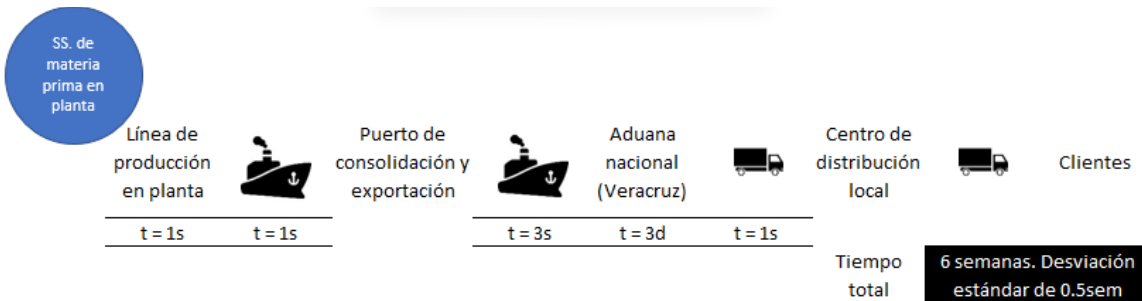 SS. de
materia
prima en
planta
Línea de
producción
en planta
Puerto de
consolidación y
exportación
Aduana
nacional
(Veracruz)
Centro de
distribución
local
Clientes
t = 1s
t = 1s
t = 3s
t = 3d
t = 1s
Tiempo
total
6 semanas. Desviación
estándar de 0.5sem